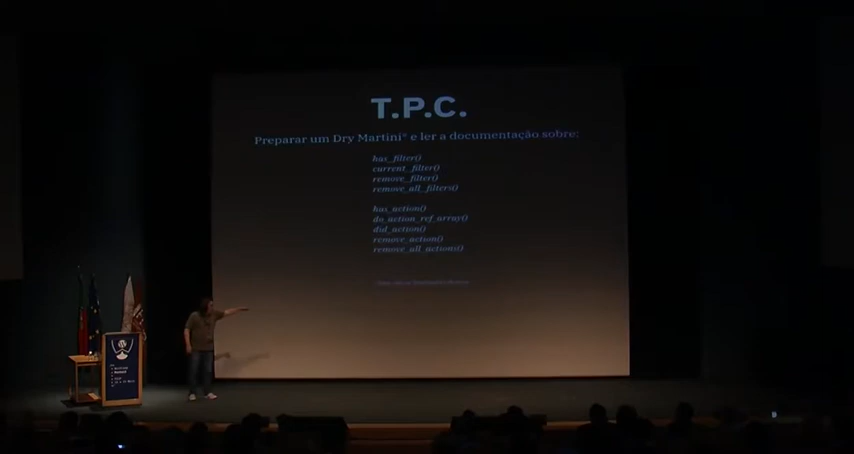 T.P.C.
Preparar um Dry Martini* e ler a documentação sobre:
has_filter()
current_filter()
remove_filter()
remove_all_filters()
has_action()
do_action_ref_array()
did_action()
remove_action()
remove_all_actions()